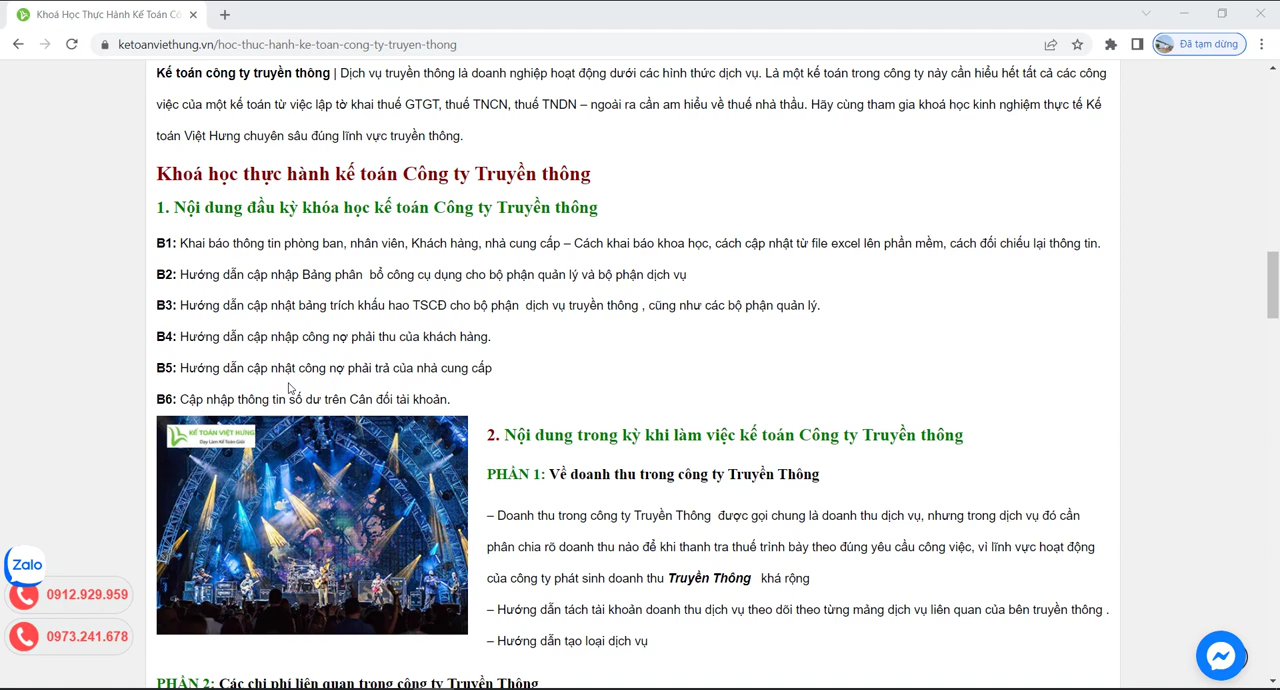 Khoá Học Thực Hành Kế Toán Cô
ketoanviethung.vn/hoc-thuc-hanh-ke-toan-cong-ty-truyen-thong
Đã tạm dừng
Kế toán công ty truyền thông | Dịch vụ truyền thông là doanh nghiệp hoạt động dưới các hình thức dịch vụ. Là một kế toán trong công ty này cần hiểu hết tất cả các công
việc của một kế toán từ việc lập tờ khai thuế GTGT, thuế TNCN, thuế TNDN – ngoài ra cần am hiểu về thuế nhà thầu. Hãy cùng tham gia khoá học kinh nghiệm thực tế Kế
toán Việt Hưng chuyên sâu đúng lĩnh vực truyền thông.
Khoá học thực hành kế toán Công ty Truyền thông
1. Nội dung đầu kỳ khóa học kế toán Công ty Truyền thông
B1: Khai báo thông tin phòng ban, nhân viên, Khách hàng, nhà cung cấp – Cách khai báo khoa học, cách cập nhật từ file excel lên phần mềm, cách đối chiếu lại thông tin.
B2: Hướng dẫn cập nhập Bảng phân bổ công cụ dụng cho bộ phận quản lý và bộ phận dịch vụ
B3: Hướng dẫn cập nhật bảng trích khấu hao TSCĐ cho bộ phận dịch vụ truyền thông , cũng như các bộ phận quản lý.
B4: Hướng dẫn cập nhập công nợ phải thu của khách hàng.
B5: Hướng dẫn cập nhật công nợ phải trả của nhà cung cấp
B6: Cập nhập thông tin số dư trên Cân đối tài khoản.
KẾ TOÁN VIỆT HƯNG
Dạy Làm Kế Toán Giỏi
2. Nội dung trong kỳ khi làm việc kế toán Công ty Truyền thông
PHẦN 1: Về doanh thu trong công ty Truyền Thông
– Doanh thu trong công ty Truyền Thông được gọi chung là doanh thu dịch vụ, nhưng trong dịch vụ đó cần
phân chia rõ doanh thu nào để khi thanh tra thuế trình bày theo đúng yêu cầu công việc, vì lĩnh vực hoạt động
của công ty phát sinh doanh thu Truyền Thông khá rộng
– Hướng dẫn tách tài khoản doanh thu dịch vụ theo dõi theo từng mảng dịch vụ liên quan của bên truyền thông .
– Hướng dẫn tạo loại dịch vụ
Zalo
0912.929.959
0973.241.678
PHẦN 2: Các chi phí liên quan trong công ty Truyền Thông